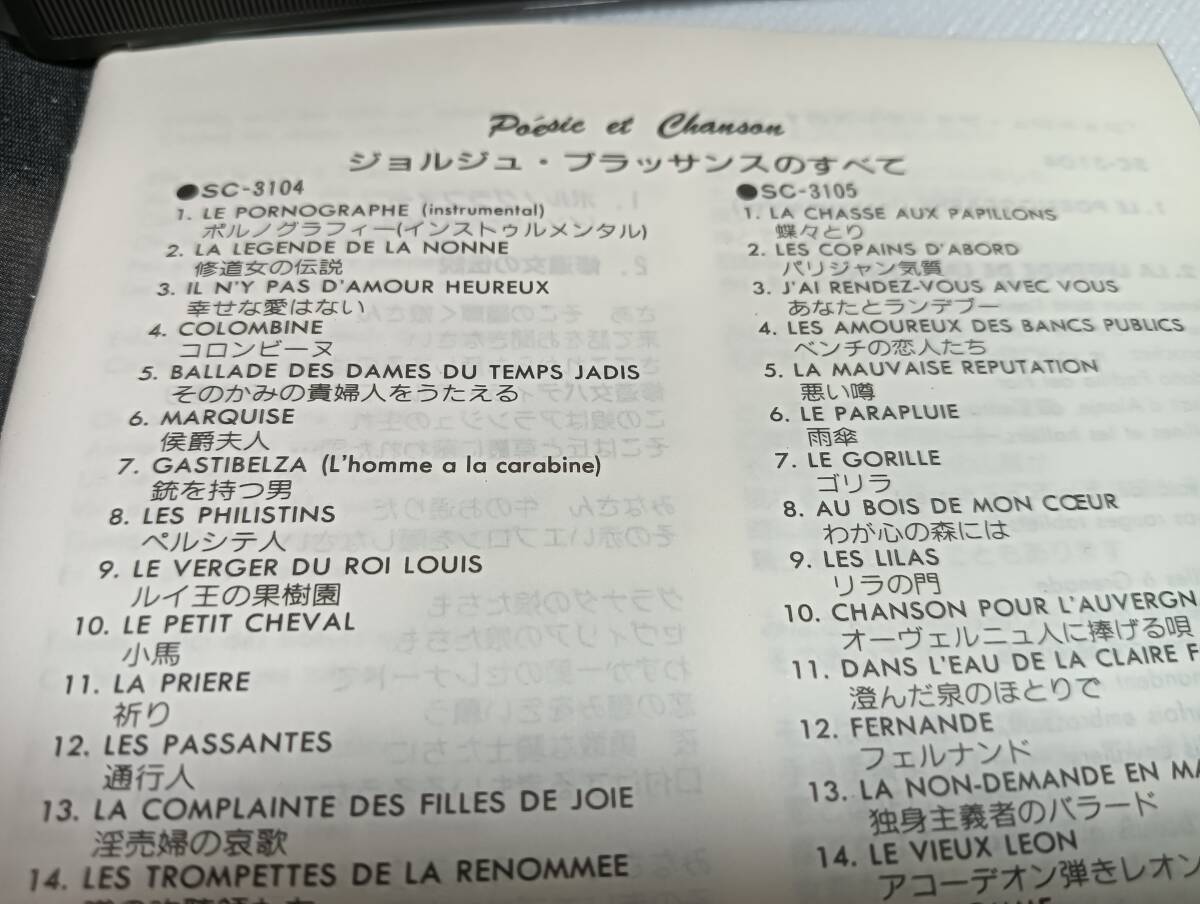 Poésie et Chanson
ジョルジュ・ブラッサンスのすべて
●SC-3104
1. LE PORNOGRAPHE (instrumental)
ポルノグラフィー(インストゥルメンタル)
2. LA LEGENDE DE LA NONNE
修道女の伝説
3. IL N'Y PAS D'AMOUR HEUREUX
幸せな愛はない
4. COLOMBINE
コロンビーヌ
5. BALLADE DES DAMES DU TEMPS JADIS
そのかみの貴婦人をうたえる
6. MARQUISE
侯爵夫人
7. GASTIBELZA (L'homme a la carabine)
銃を持つ男
8. LES PHILISTINS
ペルシテ人
9. LE VERGER DU ROI LOUIS
ルイ王の果樹園
10. LE PETIT CHEVAL
小馬
11. LA PRIERE
祈り
12. LES PASSANTES
通行人
13. LA COMPLAINTE DES FILLES DE JOIE
淫売婦の哀歌
14. LES TROMPETTES DE LA RENOMMEE
●SC-3105
1. LA CHASSE AUX PAPILLONS
蝶々とり
2. LES COPAINS D'ABORD
パリジャン気質
3. J'AI RENDEZ-VOUS AVEC VOUS
あなたとランデブー
4. LES AMOUREUX DES BANCS PUBLICS
ベンチの恋人たち
5. LA MAUVAISE REPUTATION
悪い噂
6. LE PARAPLUIE
雨傘
7. LE GORILLE
ゴリラ
8. AU BOIS DE MON CŒUR
わが心の森には
9. LES LILAS
リラの門
10. CHANSON POUR L'AUVERGN
オーヴェルニュ人に捧げる唄
11. DANS L'EAU DE LA CLAIRE F
澄んだ泉のほとりで
12. FERNANDE
フェルナンド
13. LA NON-DEMANDE EN MA
独身主義者のバラード
14. LE VIEUX LEON
アコーデオン弾きレオン